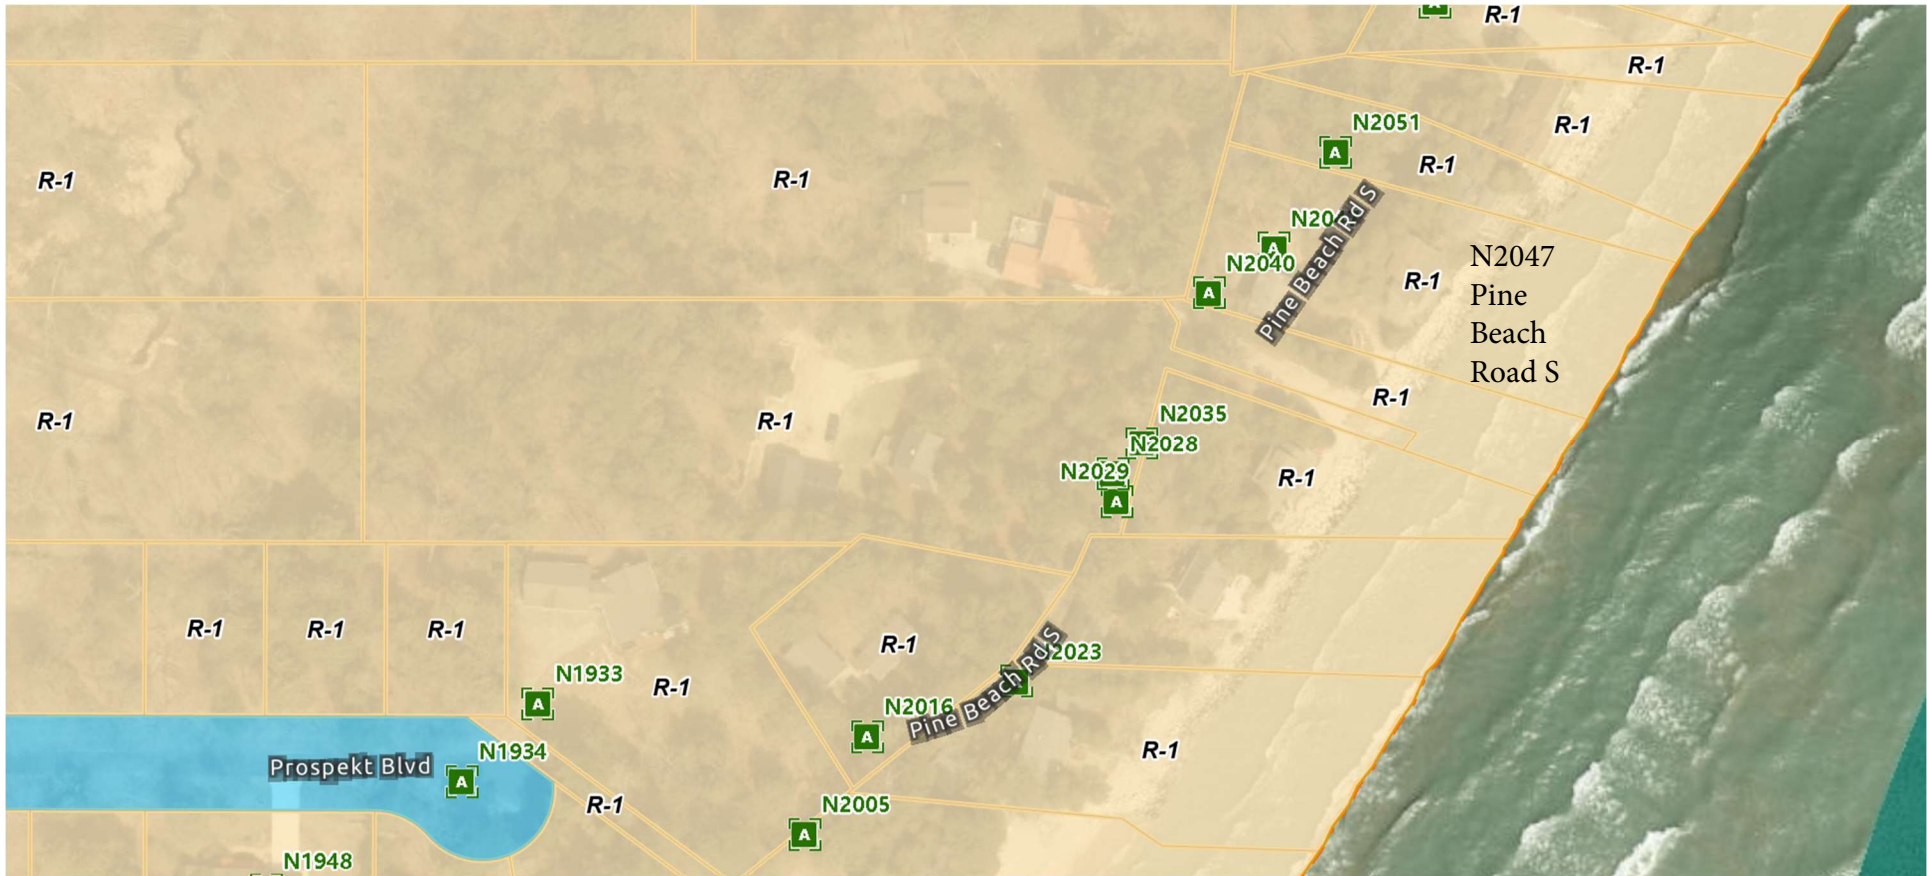 R-1
R-1
N2051
R-1
R-1
R-1
R-1
Pine Beach Rd S
N2040
R-1
N2047
Pine
Beach
Road S
R-1
N2035
N2028
N2029
R-1
R-1
R-1
R-1
R-1
R-1
R-1
N1933
R-1
2023
N2016
Pine Beach Rd S
R-1
N1934
Prospekt Blvd
R-1
N2005
N1948